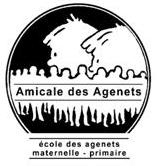 Amicale des Agenets
école des agenets
maternelle - primaire